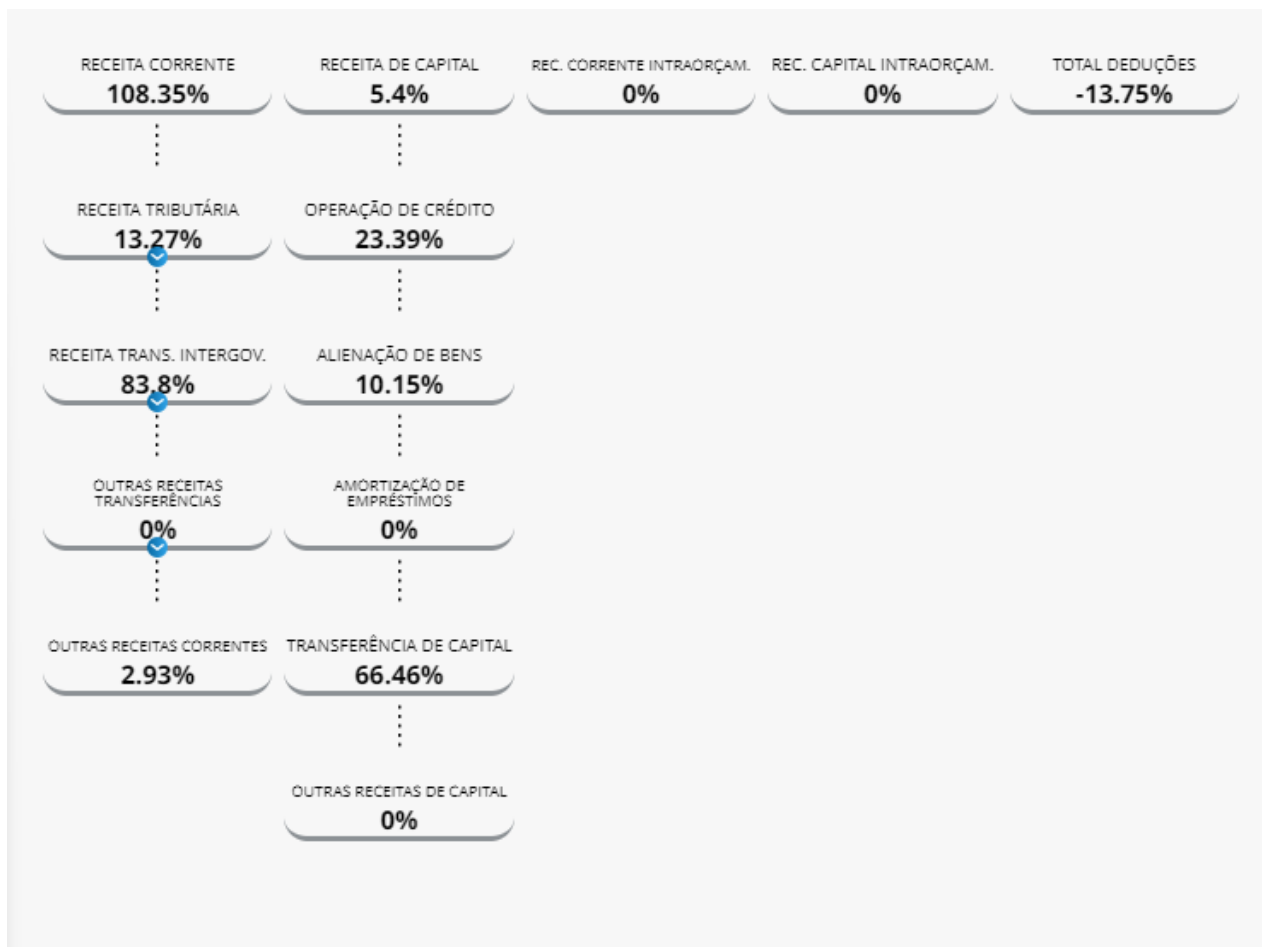 RECEITA CORRENTE
108.35%
RECEITA DE CAPITAL
5.4%
REC. CORRENTE INTRAORÇAM.
0%
REC. CAPITAL INTRAORÇAM.
0%
TOTAL DEDUÇÕES
-13.75%
RECEITA TRIBUTÁRIA
13.27%
OPERAÇÃO DE CRÉDITO
23.39%
RECEITA TRANS. INTERGOV.
83.8%
ALIENAÇÃO DE BENS
10.15%
OUTRAS RECEITAS
TRANSFERÊNCIAS
0%
AMORTIZAÇÃO DE
EMPRÉSTIMOS
0%
OUTRAS RECEITAS CORRENTES
2.93%
TRANSFERÊNCIA DE CAPITAL
66.46%
OUTRAS RECEITAS DE CAPITAL
0%